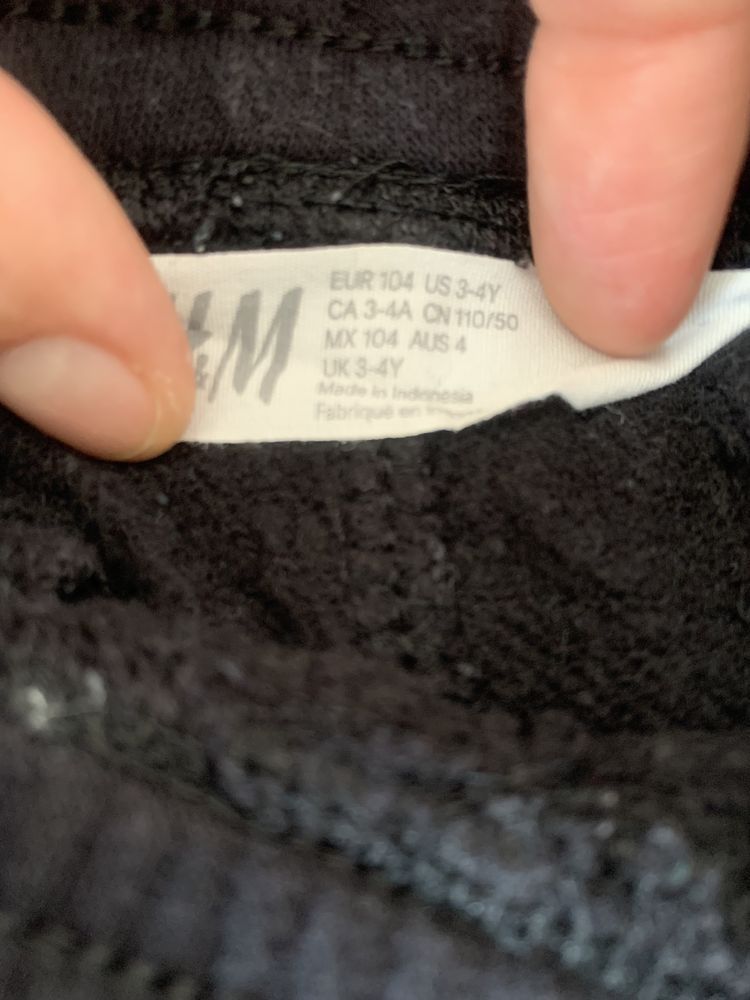 H&M
EUR 104 US 3-4Y
CA 3-4A CN 110/50
MX 104 AUS 4
UK 3-4Y
Made in Indonesia
Fabriqué en